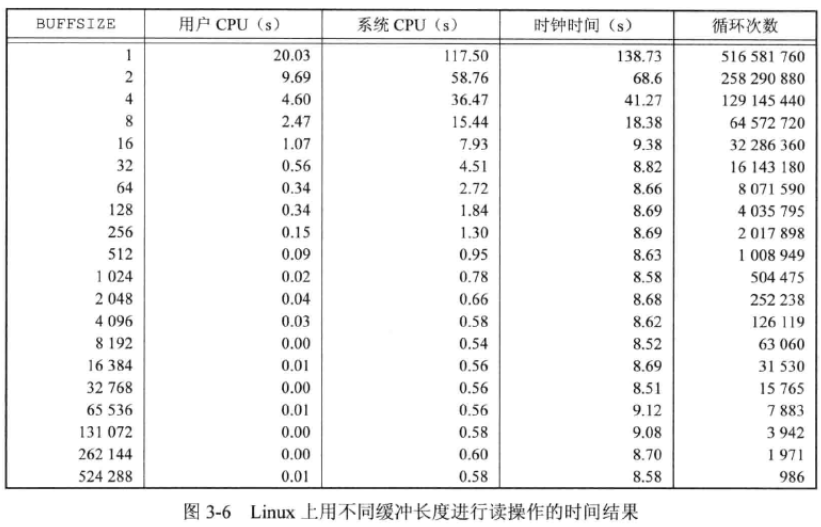 BUFFSIZE 用户 CPU（s） 系统 CPU（s） 时钟时间（s） 循环次数
1 20.03 117.50 138.73 516 581 760
2 9.69 58.76 68.6 258 290 880
4 4.60 36.47 41.27 129 145 440
8 2.47 15.44 18.38 64 572 720
16 1.07 7.93 9.38 32 286 360
32 0.56 4.51 8.82 16 143 180
64 0.34 2.72 8.66 8 071 590
128 0.34 1.84 8.69 4 035 795
256 0.15 1.30 8.69 2 017 898
512 0.09 0.95 8.63 1 008 949
1 024 0.02 0.78 8.58 504 475
2 048 0.04 0.66 8.68 252 238
4 096 0.03 0.58 8.62 126 119
8 192 0.00 0.54 8.52 63 060
16 384 0.01 0.56 8.69 31 530
32 768 0.00 0.56 8.51 15 765
65 536 0.01 0.56 9.12 7 883
131 072 0.00 0.58 9.08 3 942
262 144 0.00 0.60 8.70 1 971
524 288 0.01 0.58 8.58 986
图 3-6 Linux 上用不同缓冲长度进行读操作的时间结果